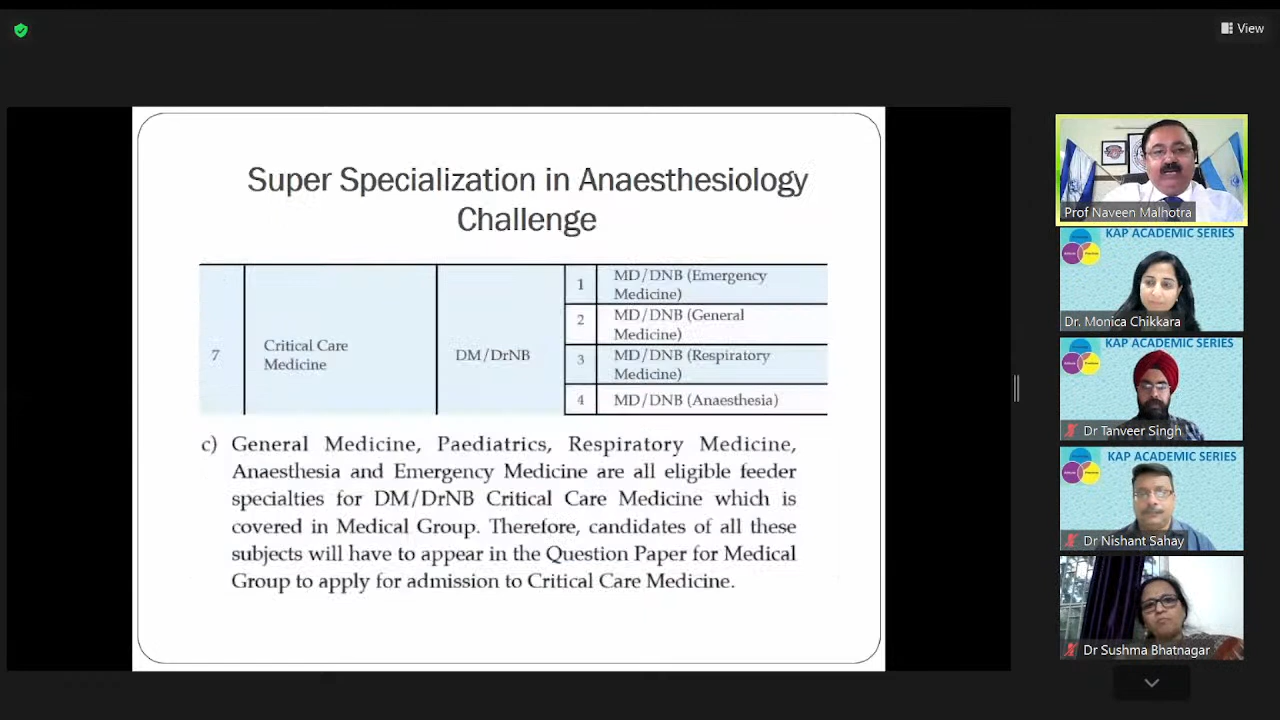 View
Super Specialization in Anaesthesiology
Challenge
7
Critical Care
Medicine
DM/DrNB
1
MD/DNB (Emergency
Medicine)
2
MD/DNB (General
Medicine)
3
MD/DNB (Respiratory
Medicine)
4
MD/DNB (Anaesthesia)
c) General Medicine, Paediatrics, Respiratory Medicine,
Anaesthesia and Emergency Medicine are all eligible feeder
specialties for DM/DrNB Critical Care Medicine which is
covered in Medical Group. Therefore, candidates of all these
subjects will have to appear in the Question Paper for Medical
Group to apply for admission to Critical Care Medicine.
Prof Naveen Malhotra
KAP ACADEMIC SERIES
Dr. Monica Chikkara
KAP ACADEMIC SERIES
Dr Tanveer Singh
KAP ACADEMIC SERIES
Dr Nishant Sahay
Dr Sushma Bhatnagar